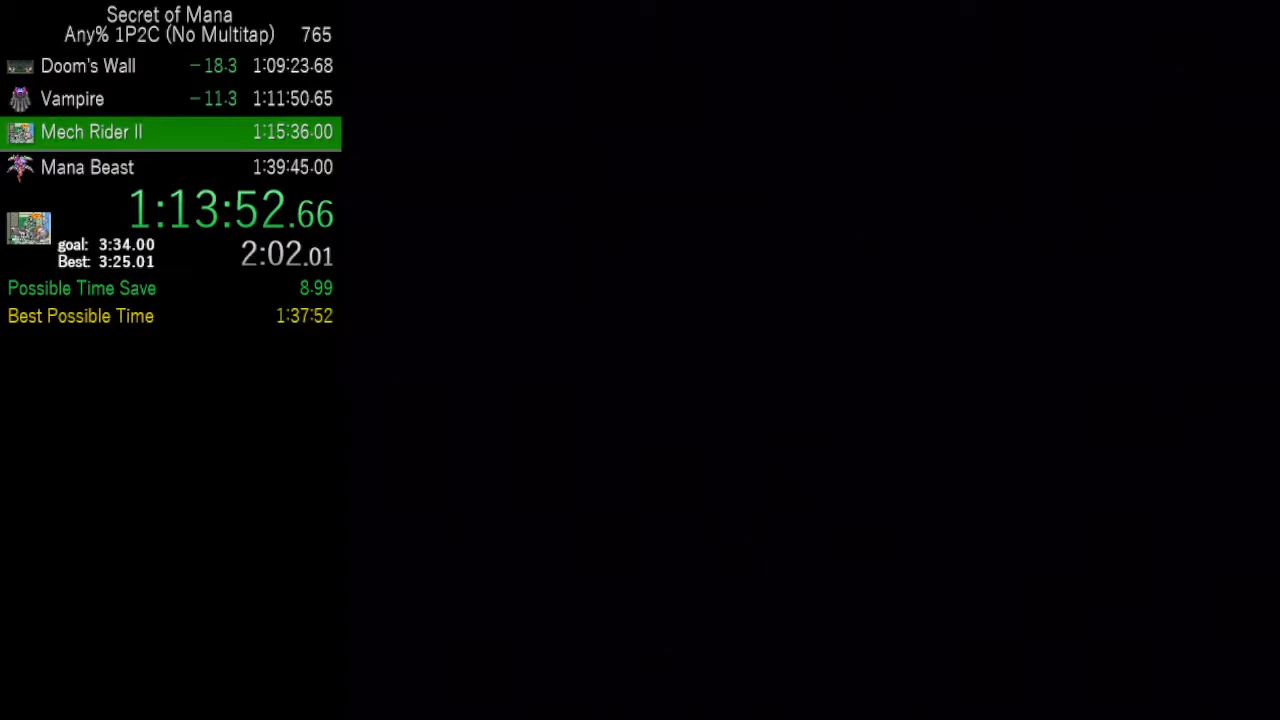 Secret of Mana
Any% 1P2C (No Multitap) 765
Doom's Wall −18.3 1:09:23.68
Vampire −11.3 1:11:50.65
Mech Rider II 1:15:36.00
Mana Beast 1:39:45.00
1:13:52.66
goal: 3:34.00
Best: 3:25.01 2:02.01
Possible Time Save 8.99
Best Possible Time 1:37:52